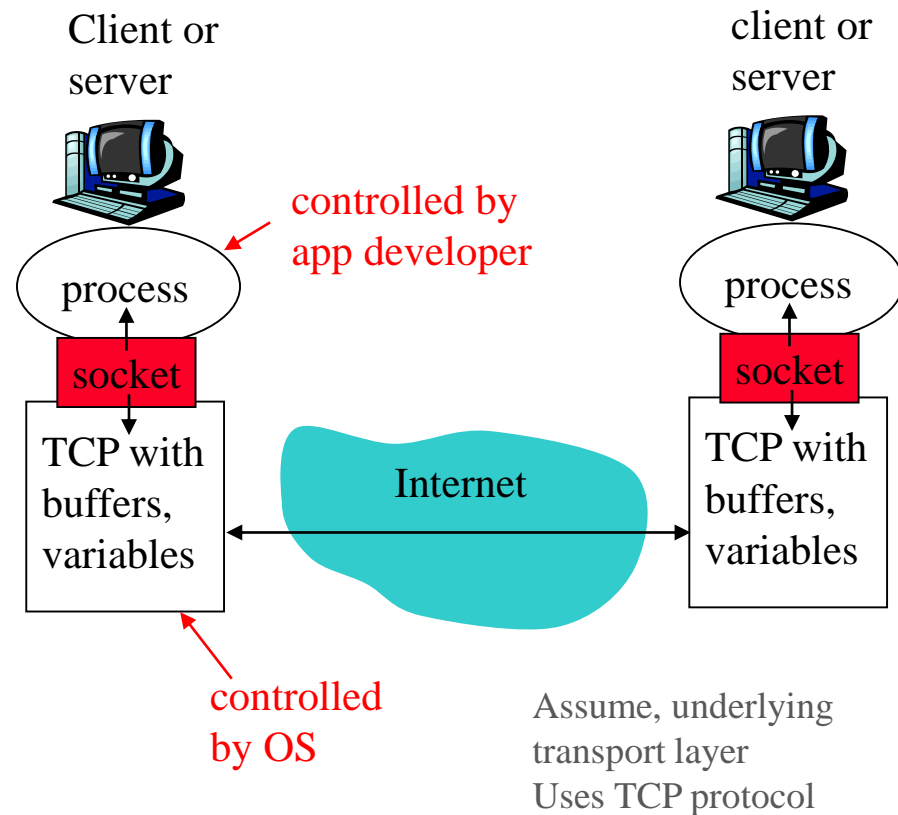 Client or
server
client or
server
controlled by
app developer
process
process
socket
socket
TCP with
buffers,
variables
Internet
TCP with
buffers,
variables
controlled
by OS
Assume, underlying
transport layer
Uses TCP protocol